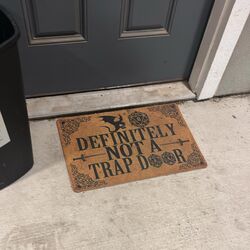 DEFINITELY
NOT A
TRAP DOOR